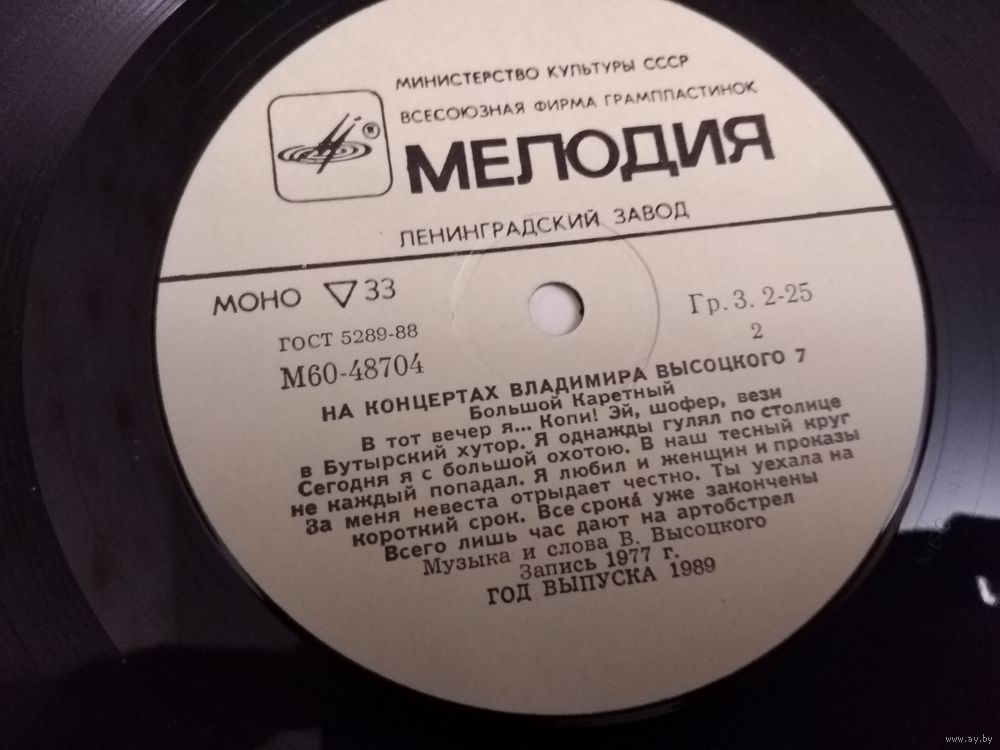 МИНИСТЕРСТВО КУЛЬТУРЫ СССР
ВСЕСОЮЗНАЯ ФИРМА ГРАМПЛАСТИНОК
МЕЛОДИЯ
ЛЕНИНГРАДСКИЙ ЗАВОД
МОНО ▽33
Гр. 3. 2-25
ГОСТ 5289-88
2
М60-48704
НА КОНЦЕРТАХ ВЛАДИМИРА ВЫСОЦКОГО 7
Большой Каретный
В тот вечер я... Копи! Эй, шофер, вези
в Бутырский хутор. Я однажды гулял по столице
Сегодня я с большой охотою. В наш тесный круг
не каждый попадал. Я любил и женщин и проказы
За меня невеста отрыдает честно. Ты уехала на
короткий срок. Все срока́ уже закончены
Всего лишь час дают на артобстрел
Музыка и слова В. Высоцкого
Запись 1977 г.
ГОД ВЫПУСКА 1989
www.ay.by